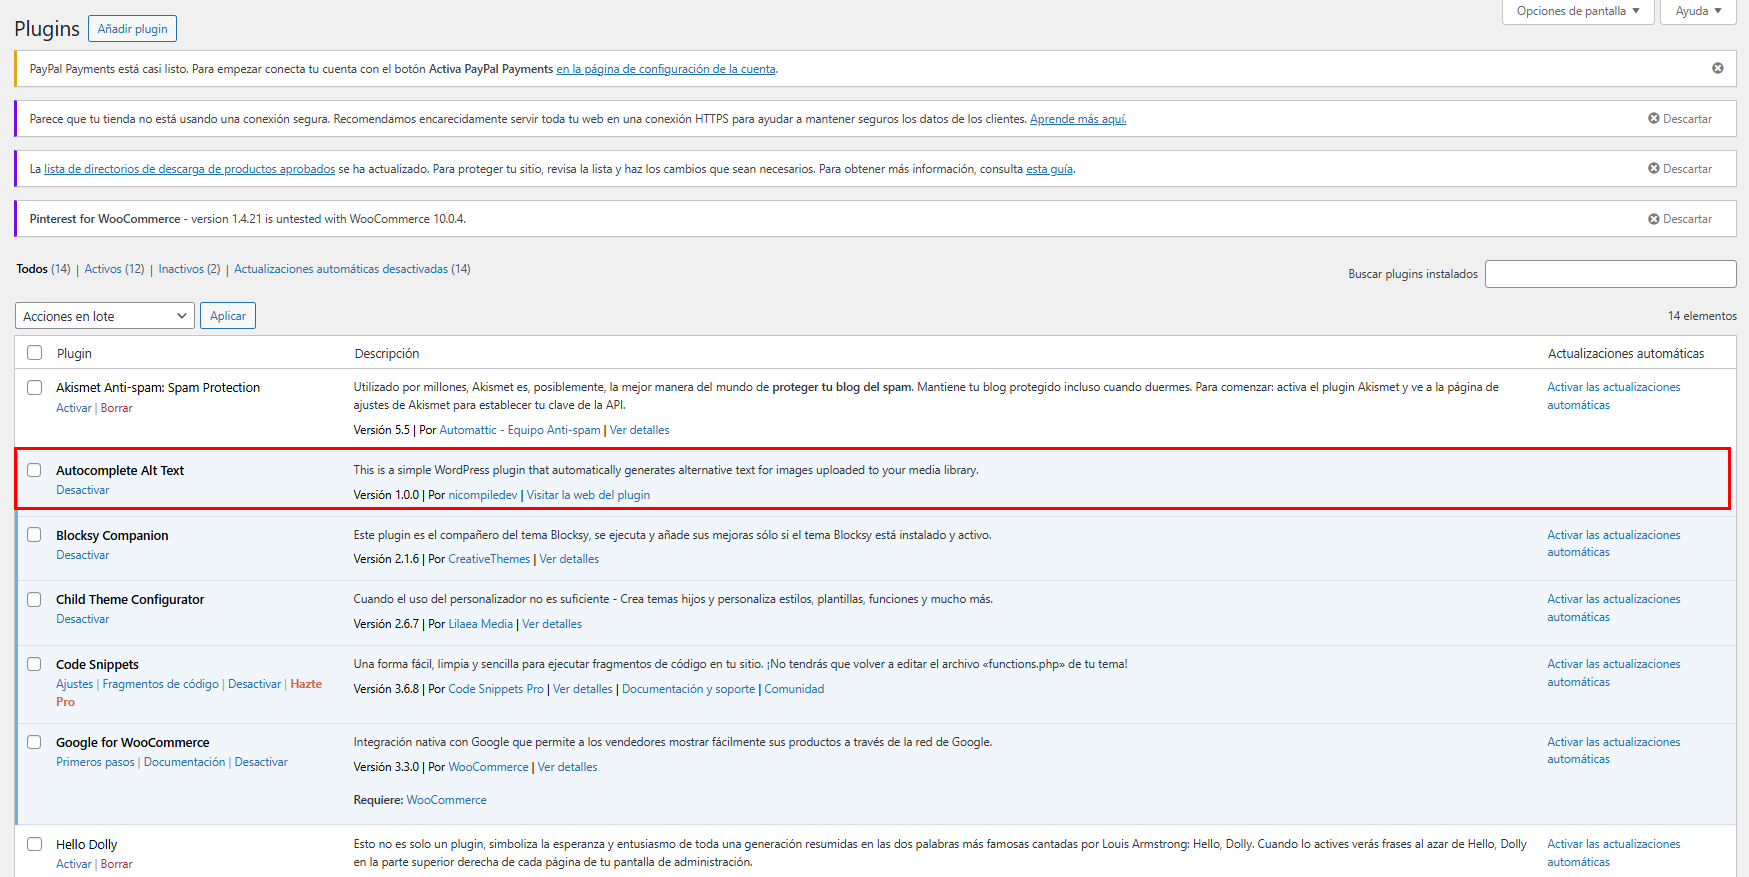 Opciones de pantalla ▼ Ayuda ▼
Plugins Añadir plugin
PayPal Payments está casi listo. Para empezar conecta tu cuenta con el botón Activa PayPal Payments en la página de configuración de la cuenta.
Parece que tu tienda no está usando una conexión segura. Recomendamos encarecidamente servir toda tu web en una conexión HTTPS para ayudar a mantener seguros los datos de los clientes. Aprende más aquí. Descartar
La lista de directorios de descarga de productos aprobados se ha actualizado. Para proteger tu sitio, revisa la lista y haz los cambios que sean necesarios. Para obtener más información, consulta esta guía. Descartar
Pinterest for WooCommerce - version 1.4.21 is untested with WooCommerce 10.0.4. Descartar
Todos (14) | Activos (12) | Inactivos (2) | Actualizaciones automáticas desactivadas (14)
Buscar plugins instalados
Acciones en lote Aplicar 14 elementos
Plugin Descripción Actualizaciones automáticas
Akismet Anti-spam: Spam Protection
Activar | Borrar
Utilizado por millones, Akismet es, posiblemente, la mejor manera del mundo de proteger tu blog del spam. Mantiene tu blog protegido incluso cuando duermes. Para comenzar: activa el plugin Akismet y ve a la página de
ajustes de Akismet para establecer tu clave de la API.
Versión 5.5 | Por Automattic - Equipo Anti-spam | Ver detalles
Activar las actualizaciones
automáticas
Autocomplete Alt Text
Desactivar
This is a simple WordPress plugin that automatically generates alternative text for images uploaded to your media library.
Versión 1.0.0 | Por nicompiledev | Visitar la web del plugin
Blocksy Companion
Desactivar
Este plugin es el compañero del tema Blocksy, se ejecuta y añade sus mejoras sólo si el tema Blocksy está instalado y activo.
Versión 2.1.6 | Por CreativeThemes | Ver detalles
Activar las actualizaciones
automáticas
Child Theme Configurator
Desactivar
Cuando el uso del personalizador no es suficiente - Crea temas hijos y personaliza estilos, plantillas, funciones y mucho más.
Versión 2.6.7 | Por Lilaea Media | Ver detalles
Activar las actualizaciones
automáticas
Code Snippets
Ajustes | Fragmentos de código | Desactivar | Hazte
Pro
Una forma fácil, limpia y sencilla para ejecutar fragmentos de código en tu sitio. ¡No tendrás que volver a editar el archivo «functions.php» de tu tema!
Versión 3.6.8 | Por Code Snippets Pro | Ver detalles | Documentación y soporte | Comunidad
Activar las actualizaciones
automáticas
Google for WooCommerce
Primeros pasos | Documentación | Desactivar
Integración nativa con Google que permite a los vendedores mostrar fácilmente sus productos a través de la red de Google.
Versión 3.3.0 | Por WooCommerce | Ver detalles
Requiere: WooCommerce
Activar las actualizaciones
automáticas
Hello Dolly
Activar | Borrar
Esto no es solo un plugin, simboliza la esperanza y entusiasmo de toda una generación resumidas en las dos palabras más famosas cantadas por Louis Armstrong: Hello, Dolly. Cuando lo actives verás frases al azar de Hello, Dolly
en la parte superior derecha de cada página de tu pantalla de administración.
Activar las actualizaciones
automáticas